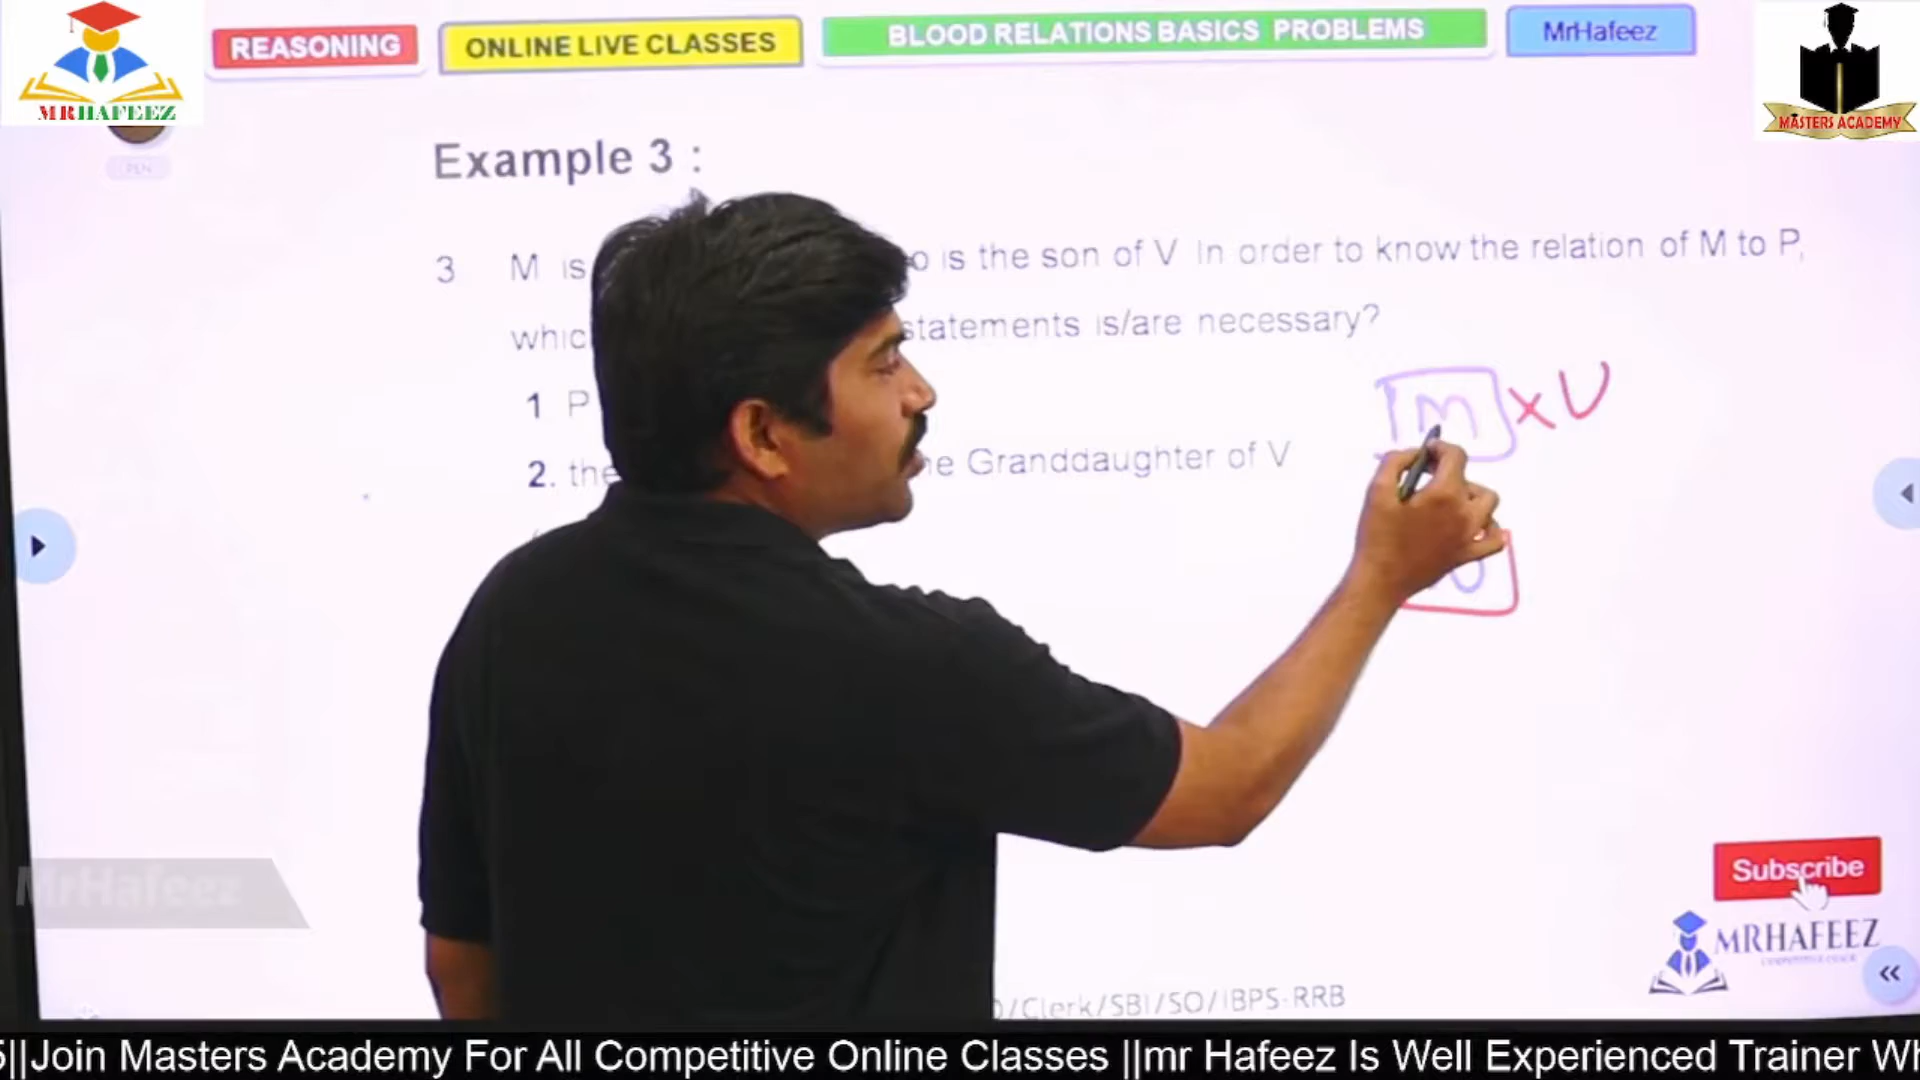 REASONING
ONLINE LIVE CLASSES
BLOOD RELATIONS BASICS PROBLEMS
MrHafeez
MRHAFEEZ
MASTERS ACADEMY
PEN
Example 3 :
3 M is is the son of V In order to know the relation of M to P,
statements is/are necessary?
M x V
1 P
2. the Granddaughter of V
MrHafeez
Subscribe
MRHAFEEZ
/Clerk/SBI/SO/IBPS-RRB
||Join Masters Academy For All Competitive Online Classes ||mr Hafeez Is Well Experienced Trainer